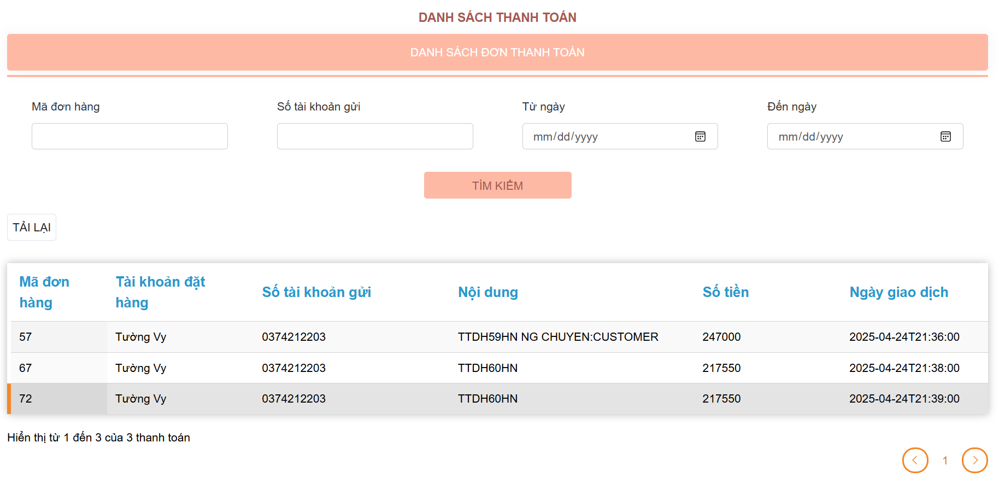 DANH SÁCH THANH TOÁN
DANH SÁCH ĐƠN THANH TOÁN
Mã đơn hàng Số tài khoản gửi Từ ngày Đến ngày
mm/dd/yyyy mm/dd/yyyy
TÌM KIẾM
TẢI LẠI
Mã đơn hàng Tài khoản đặt hàng Số tài khoản gửi Nội dung Số tiền Ngày giao dịch
57 Tường Vy 0374212203 TTDH59HN NG CHUYEN:CUSTOMER 247000 2025-04-24T21:36:00
67 Tường Vy 0374212203 TTDH60HN 217550 2025-04-24T21:38:00
72 Tường Vy 0374212203 TTDH60HN 217550 2025-04-24T21:39:00
Hiển thị từ 1 đến 3 của 3 thanh toán
1